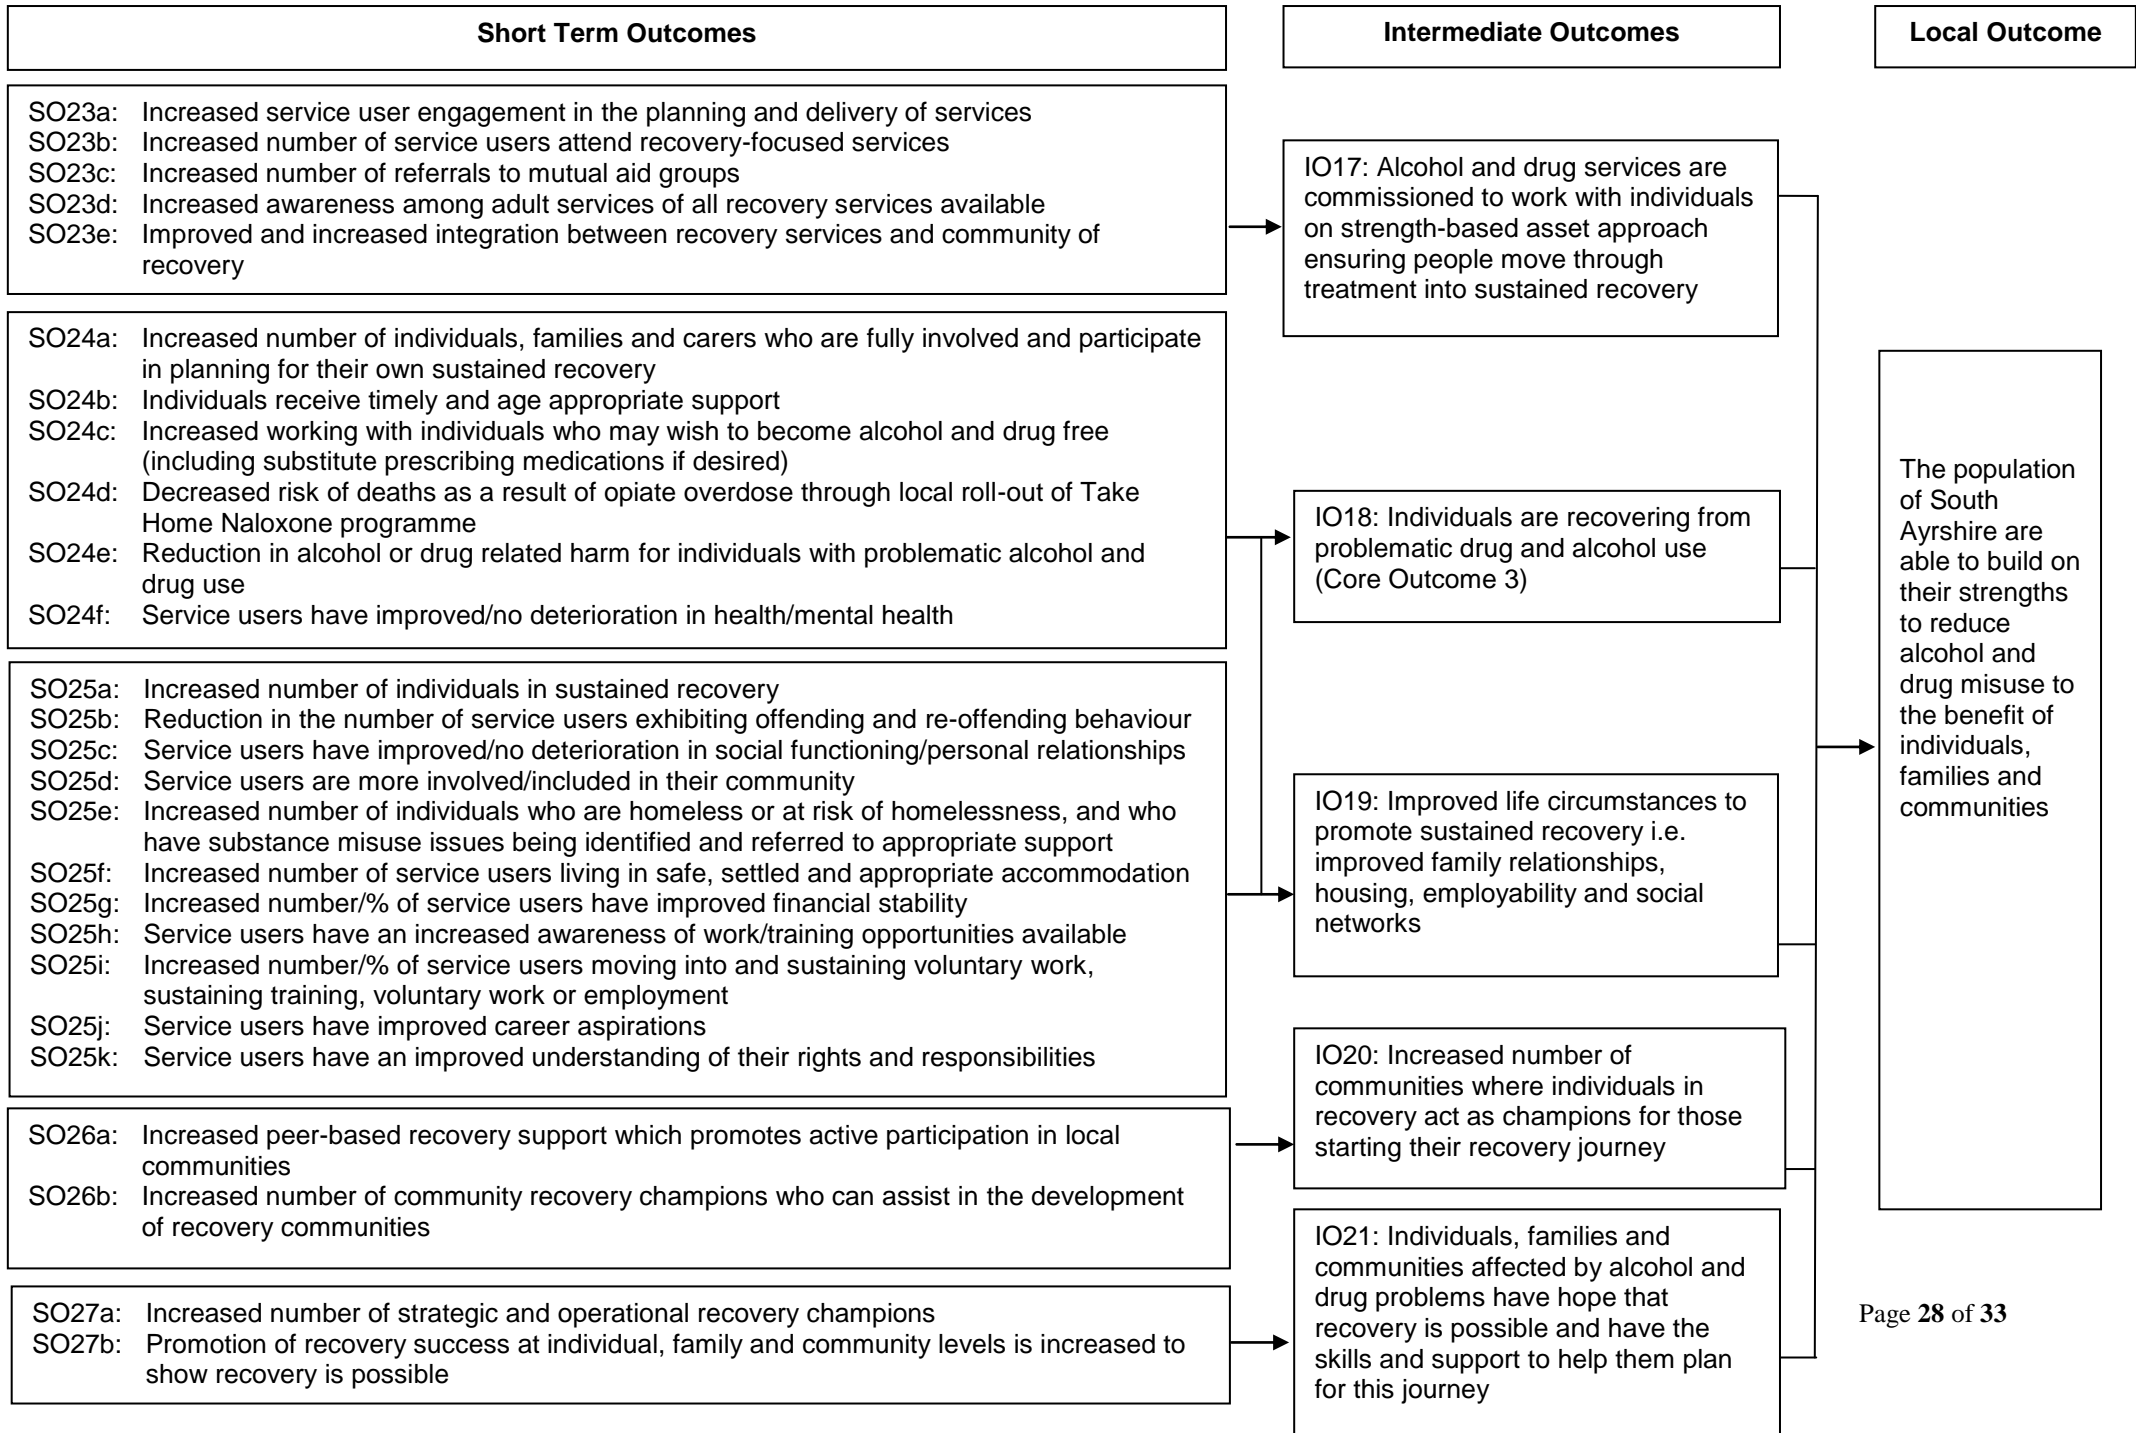 Short Term Outcomes
Intermediate Outcomes
Local Outcome
SO23a: Increased service user engagement in the planning and delivery of services
SO23b: Increased number of service users attend recovery-focused services
SO23c: Increased number of referrals to mutual aid groups
SO23d: Increased awareness among adult services of all recovery services available
SO23e: Improved and increased integration between recovery services and community of
recovery
SO24a: Increased number of individuals, families and carers who are fully involved and participate
in planning for their own sustained recovery
SO24b: Individuals receive timely and age appropriate support
SO24c: Increased working with individuals who may wish to become alcohol and drug free
(including substitute prescribing medications if desired)
SO24d: Decreased risk of deaths as a result of opiate overdose through local roll-out of Take
Home Naloxone programme
SO24e: Reduction in alcohol or drug related harm for individuals with problematic alcohol and
drug use
SO24f: Service users have improved/no deterioration in health/mental health
SO25a: Increased number of individuals in sustained recovery
SO25b: Reduction in the number of service users exhibiting offending and re-offending behaviour
SO25c: Service users have improved/no deterioration in social functioning/personal relationships
SO25d: Service users are more involved/included in their community
SO25e: Increased number of individuals who are homeless or at risk of homelessness, and who
have substance misuse issues being identified and referred to appropriate support
SO25f: Increased number of service users living in safe, settled and appropriate accommodation
SO25g: Increased number/% of service users have improved financial stability
SO25h: Service users have an increased awareness of work/training opportunities available
SO25i: Increased number/% of service users moving into and sustaining voluntary work,
sustaining training, voluntary work or employment
SO25j: Service users have improved career aspirations
SO25k: Service users have an improved understanding of their rights and responsibilities
SO26a: Increased peer-based recovery support which promotes active participation in local
communities
SO26b: Increased number of community recovery champions who can assist in the development
of recovery communities
SO27a: Increased number of strategic and operational recovery champions
SO27b: Promotion of recovery success at individual, family and community levels is increased to
show recovery is possible
IO17: Alcohol and drug services are
commissioned to work with individuals
on strength-based asset approach
ensuring people move through
treatment into sustained recovery
IO18: Individuals are recovering from
problematic drug and alcohol use
(Core Outcome 3)
IO19: Improved life circumstances to
promote sustained recovery i.e.
improved family relationships,
housing, employability and social
networks
IO20: Increased number of
communities where individuals in
recovery act as champions for those
starting their recovery journey
IO21: Individuals, families and
communities affected by alcohol and
drug problems have hope that
recovery is possible and have the
skills and support to help them plan
for this journey
The population
of South
Ayrshire are
able to build on
their strengths
to reduce
alcohol and
drug misuse to
the benefit of
individuals,
families and
communities
Page 28 of 33